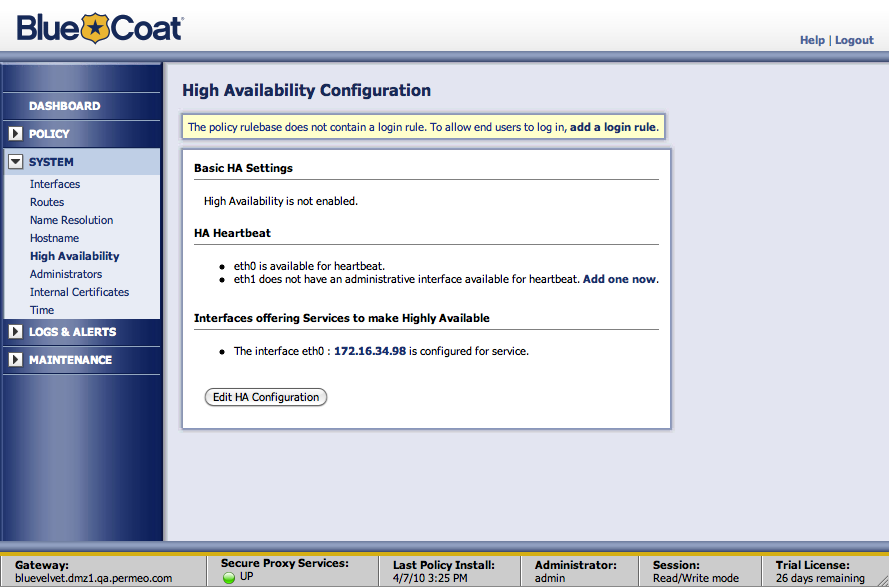 Blue Coat
Help | Logout
DASHBOARD
POLICY
SYSTEM
Interfaces
Routes
Name Resolution
Hostname
High Availability
Administrators
Internal Certificates
Time
LOGS & ALERTS
MAINTENANCE
High Availability Configuration
The policy rulebase does not contain a login rule. To allow end users to log in, add a login rule.
Basic HA Settings
High Availability is not enabled.
HA Heartbeat
• eth0 is available for heartbeat.
• eth1 does not have an administrative interface available for heartbeat. Add one now.
Interfaces offering Services to make Highly Available
• The interface eth0 : 172.16.34.98 is configured for service.
Edit HA Configuration
Gateway:
bluevelvet.dmz1.qa.permeo.com
Secure Proxy Services:
UP
Last Policy Install:
4/7/10 3:25 PM
Administrator:
admin
Session:
Read/Write mode
Trial License:
26 days remaining